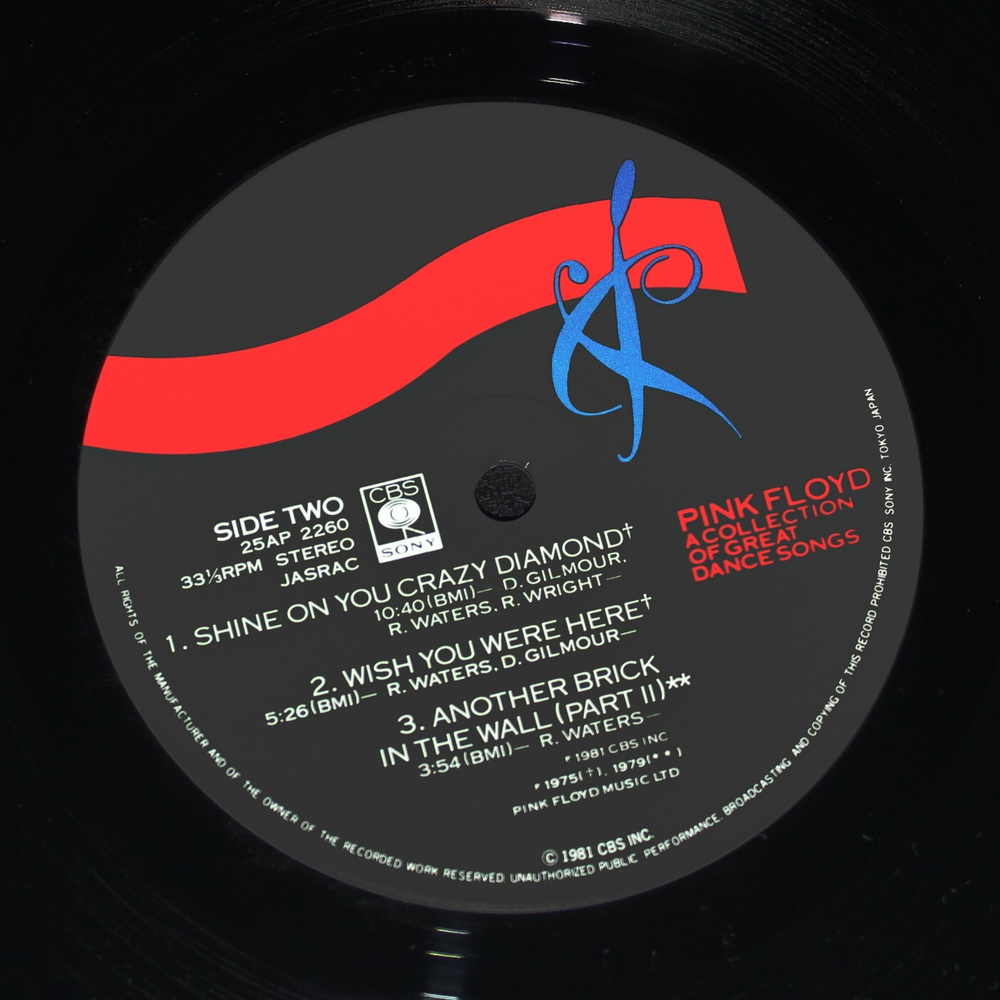 SIDE TWO
25AP 2260
33⅓RPM STEREO
JASRAC
CBS
SONY
PINK FLOYD
A COLLECTION
OF GREAT
DANCE SONGS
1. SHINE ON YOU CRAZY DIAMOND†
10:40(BMI)— D. GILMOUR.
R. WATERS. R. WRIGHT—
2. WISH YOU WERE HERE†
5:26(BMI)— R. WATERS. D. GILMOUR—
3. ANOTHER BRICK
IN THE WALL (PART II)**
3:54(BMI)— R. WATERS—
℗ 1981 CBS INC
℗ 1975(†), 1979(**)
PINK FLOYD MUSIC LTD
© 1981 CBS INC.
ALL RIGHTS OF THE MANUFACTURER AND OF THE OWNER OF THE RECORDED WORK RESERVED. UNAUTHORIZED PUBLIC PERFORMANCE, BROADCASTING AND COPYING OF THIS RECORD PROHIBITED CBS SONY INC. TOKYO JAPAN